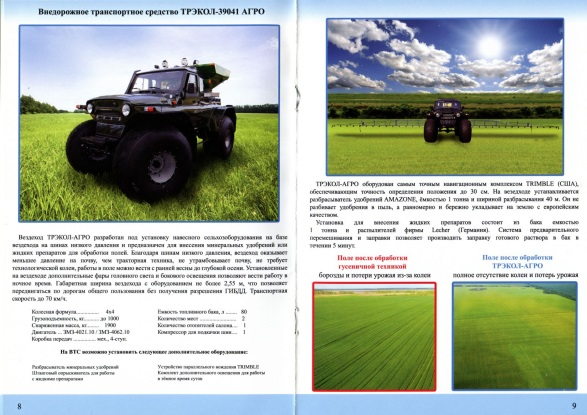 Внедорожное транспортное средство ТРЭКОЛ-39041 АГРО
Вездеход ТРЭКОЛ-АГРО разработан под установку навесного сельхозоборудования на базе
вездехода на шинах низкого давления и предназначен для внесения минеральных удобрений или
жидких препаратов для обработки полей. Благодаря шинам низкого давления, вездеход оказывает
меньшее давление на почву, чем тракторная техника, не утрамбовывает почву, не требует
технологической колеи, работы в поле можно вести с ранней весны до глубокой осени. Установленные
на вездеходе дополнительные фары головного света и бокового освещения позволяют вести работы в
ночное время. Габаритная ширина вездехода с оборудованием не более 2,55 м, что позволяет
передвигаться по дорогам общего пользования без получения разрешения ГИБДД. Транспортная
скорость до 70 км/ч.
Колесная формула 4х4
Грузоподъемность, кг. до 1000
Снаряженная масса, кг. 1900
Двигатель ... ЗМЗ-4021.10 / ЗМЗ-4062.10
Коробка передач мех., 4-ступ.
Емкость топливного бака, л 80
Количество мест 2
Количество отопителей салона 1
Компрессор для подкачки шин 1
На ВТС возможно установить следующее дополнительное оборудование:
Разбрасыватель минеральных удобрений
Штанговый опрыскиватель для работы
с жидкими препаратами
Устройство параллельного вождения TRIMBLE
Комплект дополнительного освещения для работы
в тёмное время суток
8
ТРЭКОЛ-АГРО оборудован самым точным навигационным комплексом TRIMBLE (США),
обеспечивающим точность определения положения до 30 см. На вездеходе устанавливается
разбрасыватель удобрений AMAZONE, ёмкостью 1 тонна и шириной разбрасывания 40 м. Он не
разбивает удобрения в пыль, а равномерно и бережно укладывает на землю с европейским
качеством.
Установка для внесения жидких препаратов состоит из бака емкостью
1 тонна и распылителей фирмы Lecher (Германии). Система предварительного
перемешивания и заправки позволяет производить заправку готового раствора в бак в
течении 5 минут.
Поле после обработки
гусеничной техникой
борозды и потери урожая из-за колеи
Поле после обработки
ТРЭКОЛ-АГРО
полное отсутствие колеи и потерь урожая
9